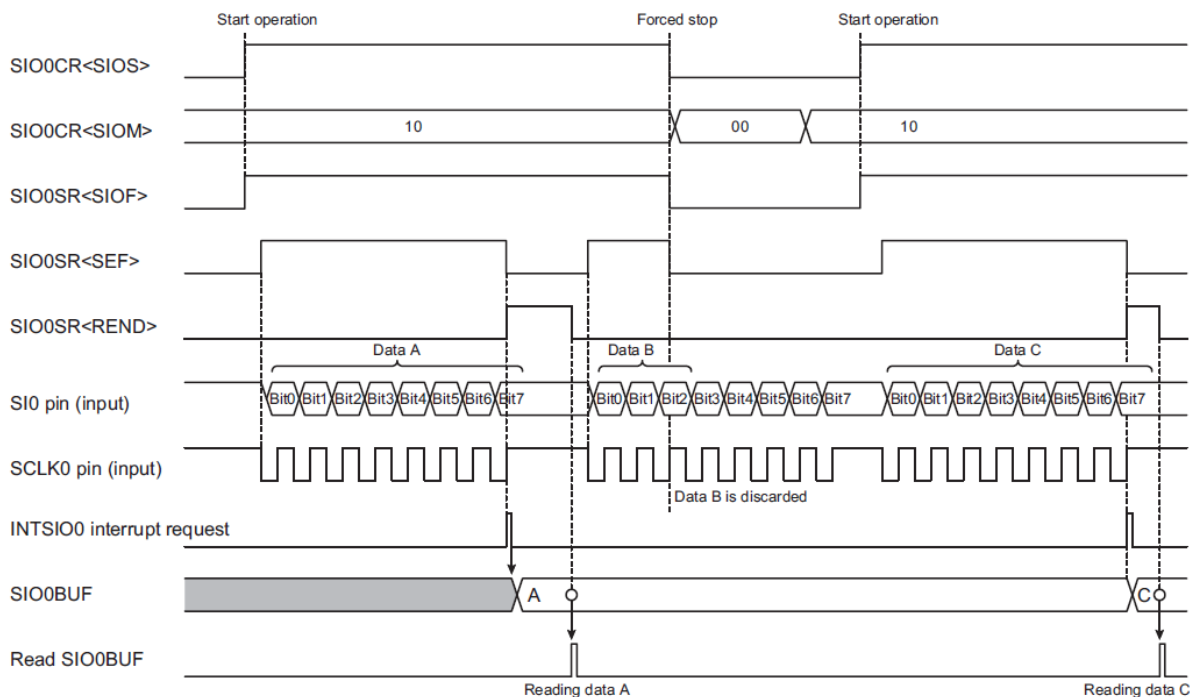 Start operation Forced stop Start operation
SIO0CR<SIOS>
SIO0CR<SIOM> 10 00 10
SIO0SR<SIOF>
SIO0SR<SEF>
SIO0SR<REND>
Data A Data B Data C
SI0 pin (input) Bit0 Bit1 Bit2 Bit3 Bit4 Bit5 Bit6 Bit7 Bit0 Bit1 Bit2 Bit3 Bit4 Bit5 Bit6 Bit7 Bit0 Bit1 Bit2 Bit3 Bit4 Bit5 Bit6 Bit7
SCLK0 pin (input)
Data B is discarded
INTSIO0 interrupt request
SIO0BUF A C
Read SIO0BUF
Reading data A Reading data C